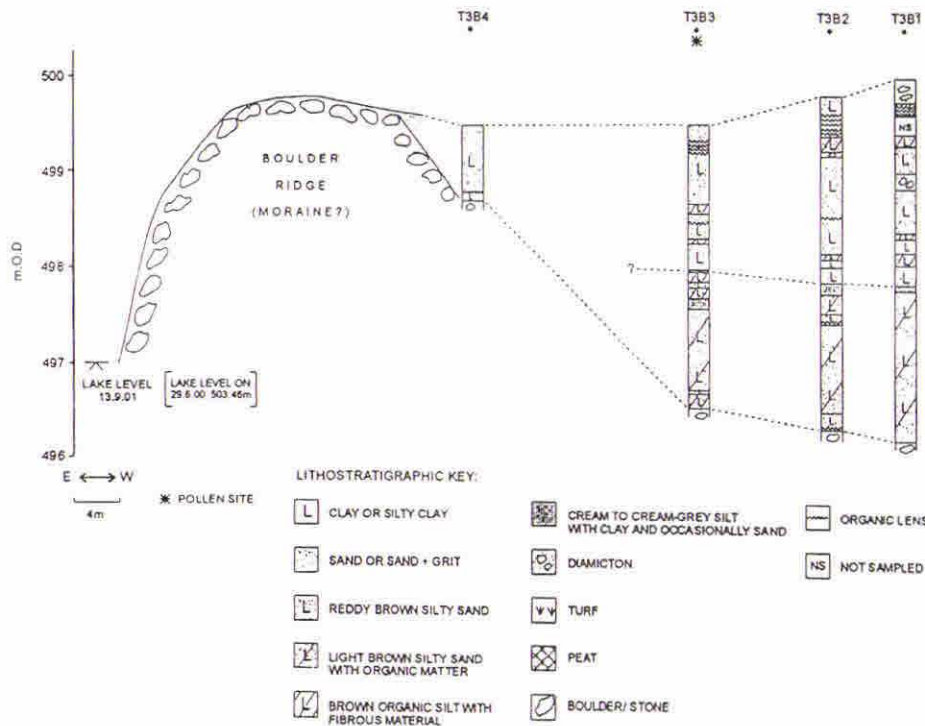 T3B4 T3B3 T3B2 T3B1
500
499
498
497
496
m.O.D
BOULDER
RIDGE
(MORAINE?)
NS
L
?
LAKE LEVEL
13.9.01
LAKE LEVEL ON
29.6.00 503.46m
E W
4m
POLLEN SITE
LITHOSTRATIGRAPHIC KEY:
L CLAY OR SILTY CLAY
SAND OR SAND + GRIT
L REDDY BROWN SILTY SAND
L LIGHT BROWN SILTY SAND
WITH ORGANIC MATTER
L BROWN ORGANIC SILT WITH
FIBROUS MATERIAL
CREAM TO CREAM-GREY SILT
WITH CLAY AND OCCASIONALLY SAND
DIAMICTON
TURF
PEAT
BOULDER/ STONE
ORGANIC LENS
NS NOT SAMPLED